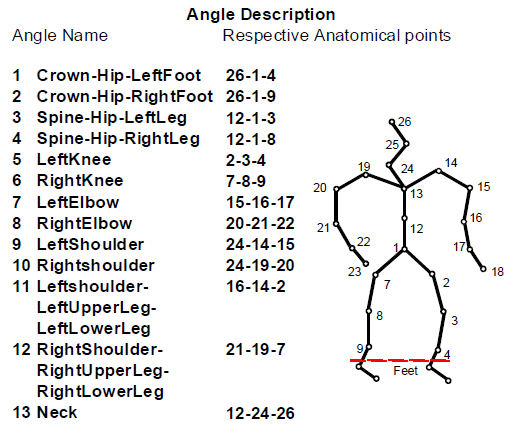 Angle Description
Angle Name Respective Anatomical points
1 Crown-Hip-LeftFoot 26-1-4
2 Crown-Hip-RightFoot 26-1-9
3 Spine-Hip-LeftLeg 12-1-3
4 Spine-Hip-RightLeg 12-1-8
5 LeftKnee 2-3-4
6 RightKnee 7-8-9
7 LeftElbow 15-16-17
8 RightElbow 20-21-22
9 LeftShoulder 24-14-15
10 Rightshoulder 24-19-20
11 Leftshoulder- 16-14-2
LeftUpperLeg-
LeftLowerLeg
12 RightShoulder- 21-19-7
RightUpperLeg-
RightLowerLeg
13 Neck 12-24-26
26
25
24
19
14
20
13
15
21
12
16
22
1
17
23
18
7
2
8
3
9
4
Feet